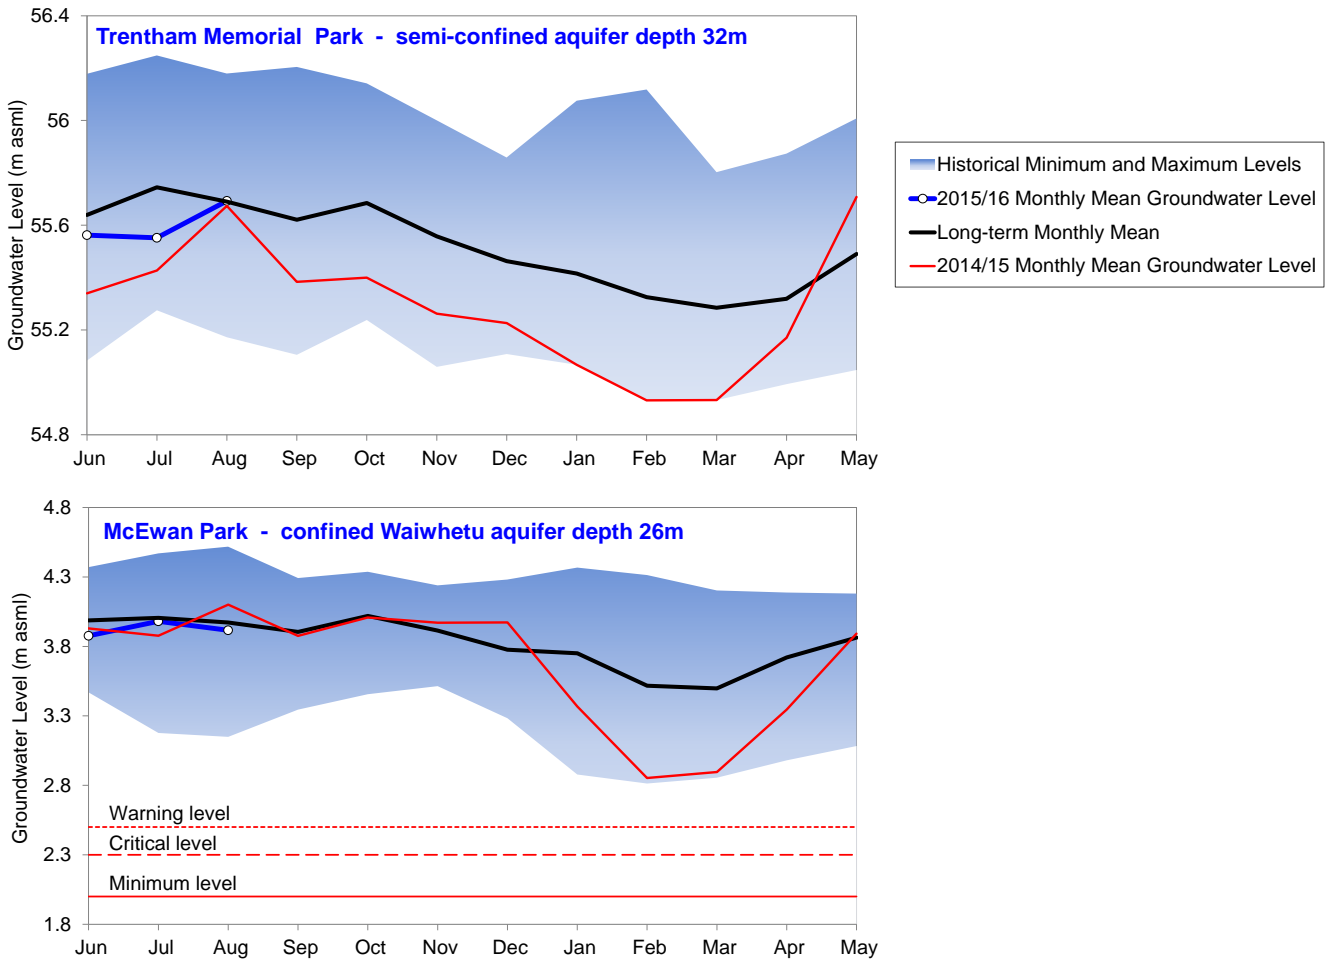 Trentham Memorial Park - semi-confined aquifer depth 32m
Groundwater Level (m asml)
56.4
56
55.6
55.2
54.8
Jun Jul Aug Sep Oct Nov Dec Jan Feb Mar Apr May
Historical Minimum and Maximum Levels
2015/16 Monthly Mean Groundwater Level
Long-term Monthly Mean
2014/15 Monthly Mean Groundwater Level
McEwan Park - confined Waiwhetu aquifer depth 26m
Groundwater Level (m asml)
4.8
4.3
3.8
3.3
2.8
2.3
1.8
Warning level
Critical level
Minimum level
Jun Jul Aug Sep Oct Nov Dec Jan Feb Mar Apr May